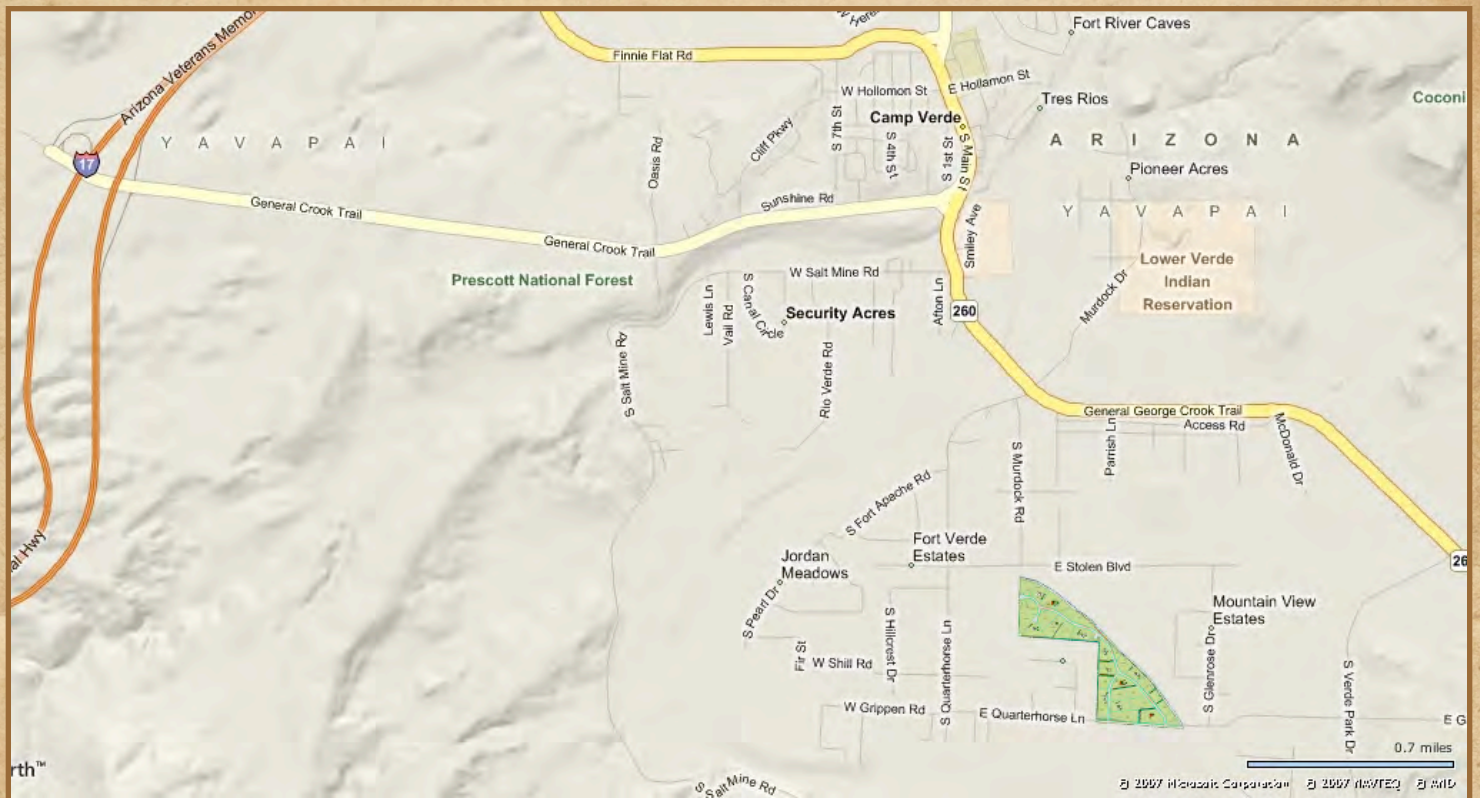 Arizona Veterans Memor
17
Y A V A P A I
General Crook Trail
General Crook Trail
Prescott National Forest
Finnie Flat Rd
Oasis Rd
Cliff Pkwy
Sunshine Rd
W Hollomon St
E Hollamon St
S 7th St
S 4th St
S 1st St
Camp Verde
S Main St
Smiley Ave
Fort River Caves
Tres Rios
Coconi
A R I Z O N A
Pioneer Acres
Y A V A P A I
Lower Verde
Indian
Reservation
Murdock Dr
W Salt Mine Rd
S Canal Circle
Lewis Ln
Vail Rd
Security Acres
Afton Ln
260
S Salt Mine Rd
Rio Verde Rd
General George Crook Trail
Access Rd
Parrish Ln
McDonald Dr
S Murdock Rd
S Fort Apache Rd
Fort Verde
Estates
E Stolen Blvd
26
al Hwy
Jordan
Meadows
S Pearl Dr
Mountain View
Estates
S Hillcrest Dr
S Quarterhorse Ln
Fir St
W Shill Rd
S Glenrose Dr
S Verde Park Dr
W Grippen Rd
E Quarterhorse Ln
E G
0.7 miles
rth™
S Salt Mine Rd
© 2007 Microsoft Corporation © 2007 NAVTEQ © AND